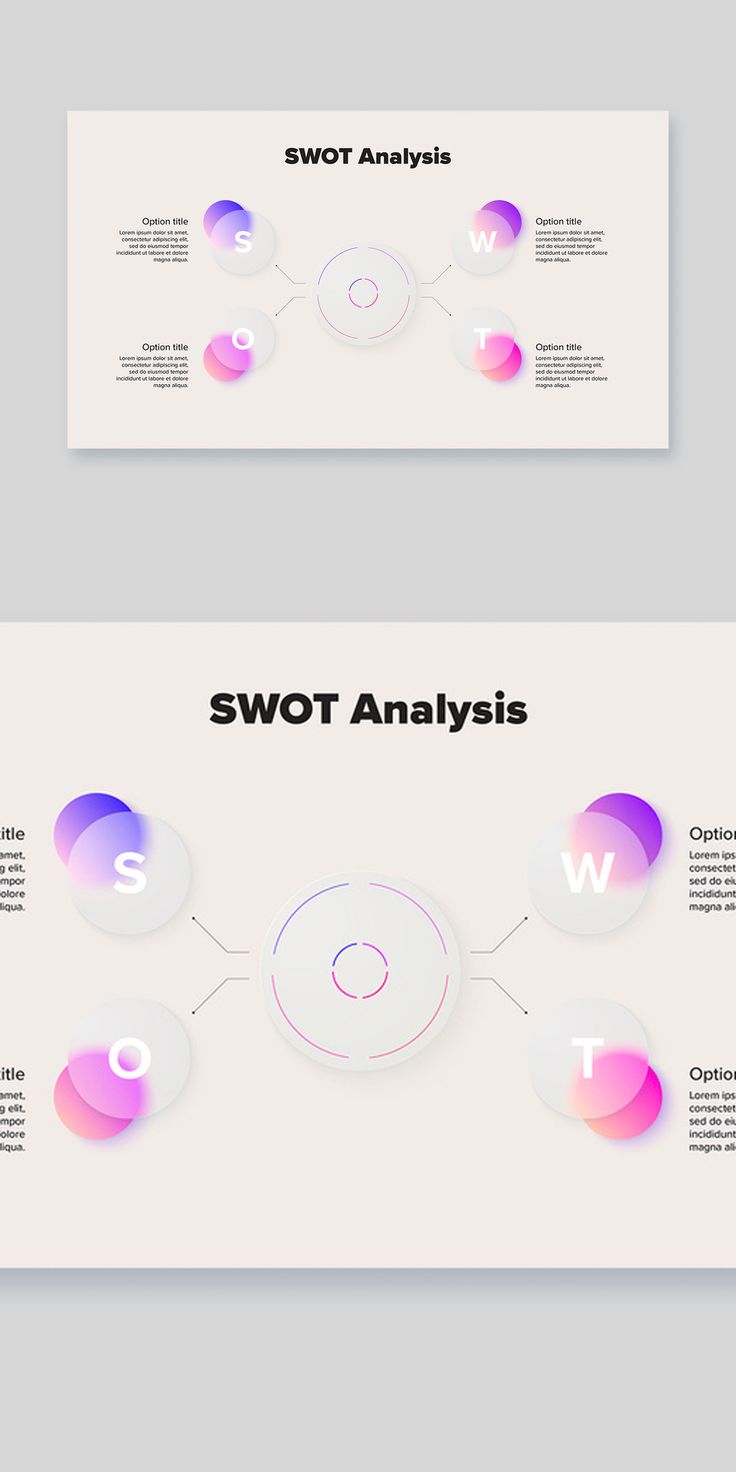 SWOT Analysis
Option title
Lorem ipsum dolor sit amet,
consectetur adipiscing elit,
sed do eiusmod tempor
incididunt ut labore et dolore
magna aliqua.
S
W
Option title
Lorem ipsum dolor sit amet,
consectetur adipiscing elit,
sed do eiusmod tempor
incididunt ut labore et dolore
magna aliqua.
Option title
Lorem ipsum dolor sit amet,
consectetur adipiscing elit,
sed do eiusmod tempor
incididunt ut labore et dolore
magna aliqua.
O
T
Option title
Lorem ipsum dolor sit amet,
consectetur adipiscing elit,
sed do eiusmod tempor
incididunt ut labore et dolore
magna aliqua.
SWOT Analysis
itle
amet,
g elit,
mpor
dolore
liqua.
S
W
Option
Lorem ips
consectet
sed do eiu
incididunt
magna ali
itle
amet,
g elit,
mpor
dolore
liqua.
O
T
Option
Lorem ips
consectet
sed do eiu
incididunt
magna ali